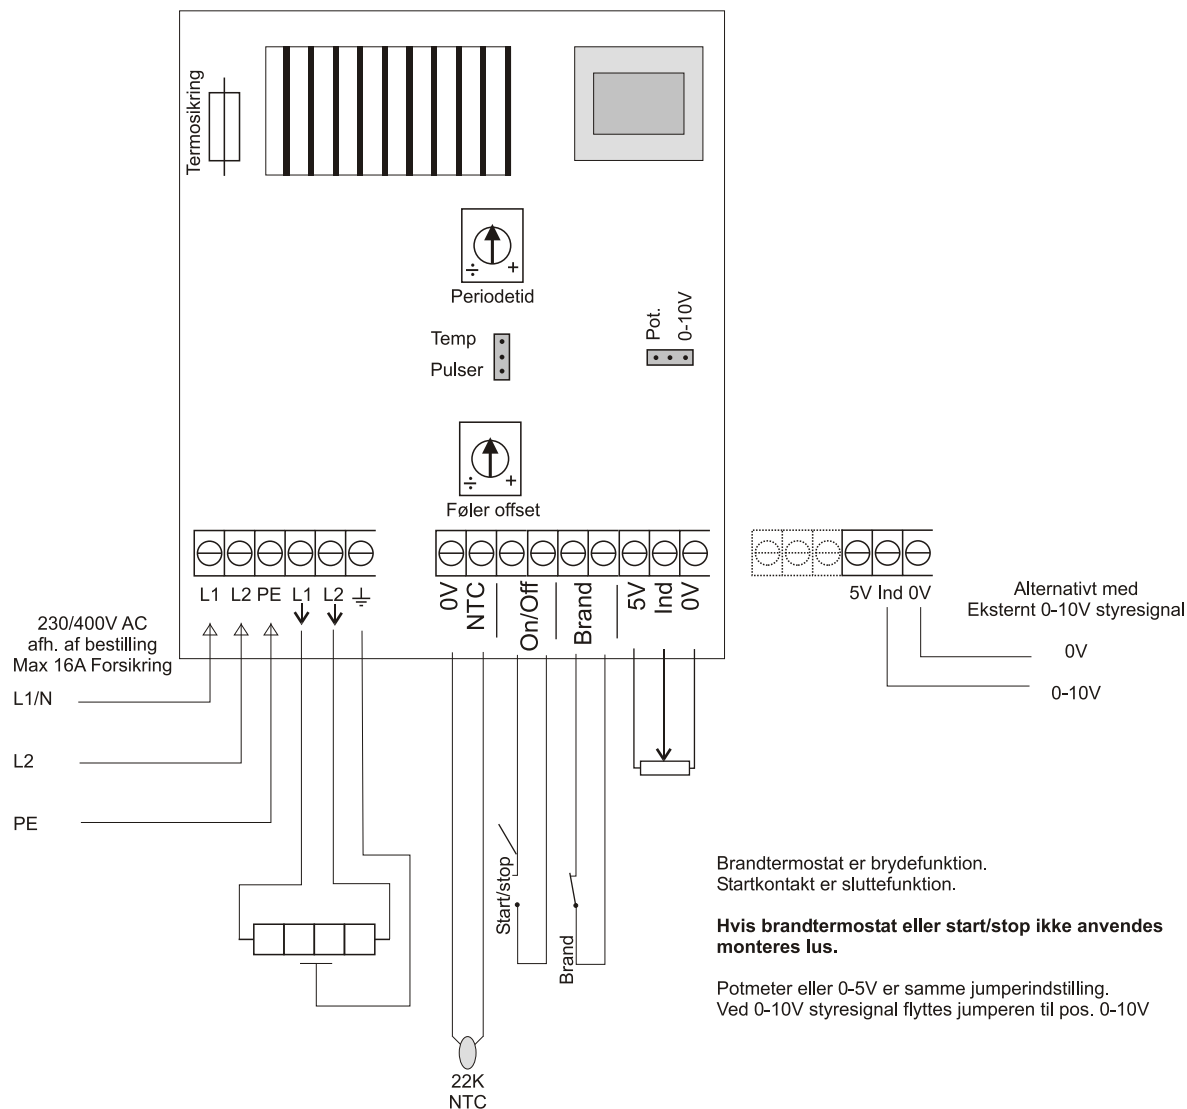 Termosikring
÷ +
Periodetid
Temp
Pulser
Pot.
0-10V
÷ +
Føler offset
L1 L2 PE L1 L2
0V
NTC
On/Off
Brand
5V
Ind
0V
5V Ind 0V
Alternativt med
Eksternt 0-10V styresignal
0V
0-10V
230/400V AC
afh. af bestilling
Max 16A Forsikring
L1/N
L2
PE
Start/stop
Brand
22K
NTC
Brandtermostat er brydefunktion.
Startkontakt er sluttefunktion.
Hvis brandtermostat eller start/stop ikke anvendes
monteres lus.
Potmeter eller 0-5V er samme jumperindstilling.
Ved 0-10V styresignal flyttes jumperen til pos. 0-10V